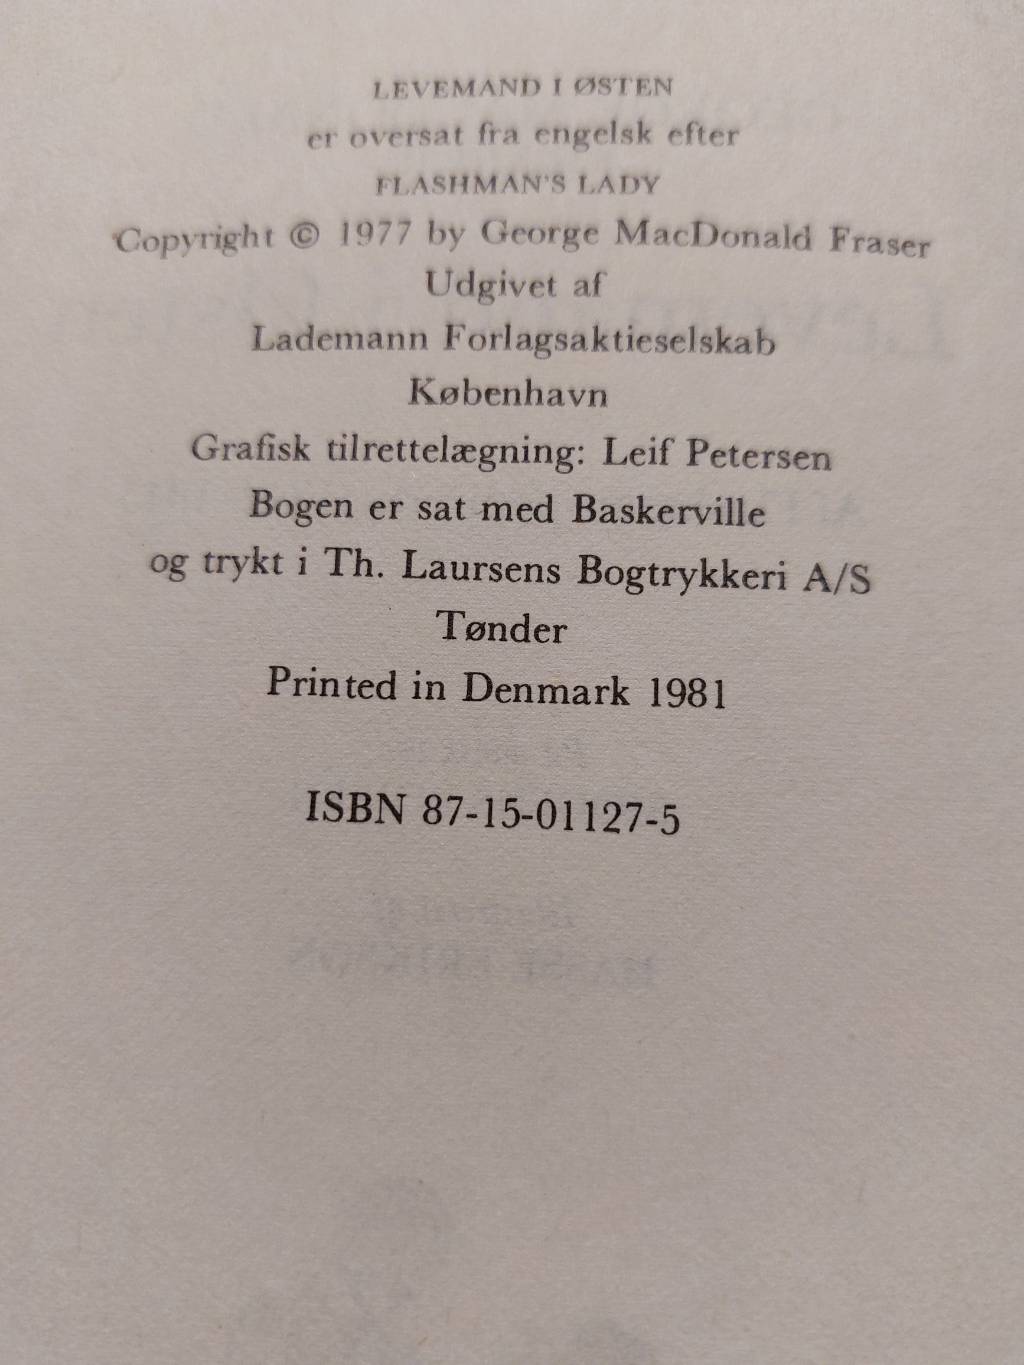 LEVEMAND I ØSTEN
er oversat fra engelsk efter
FLASHMAN'S LADY
Copyright © 1977 by George MacDonald Fraser
Udgivet af
Lademann Forlagsaktieselskab
København
Grafisk tilrettelægning: Leif Petersen
Bogen er sat med Baskerville
og trykt i Th. Laursens Bogtrykkeri A/S
Tønder
Printed in Denmark 1981
ISBN 87-15-01127-5